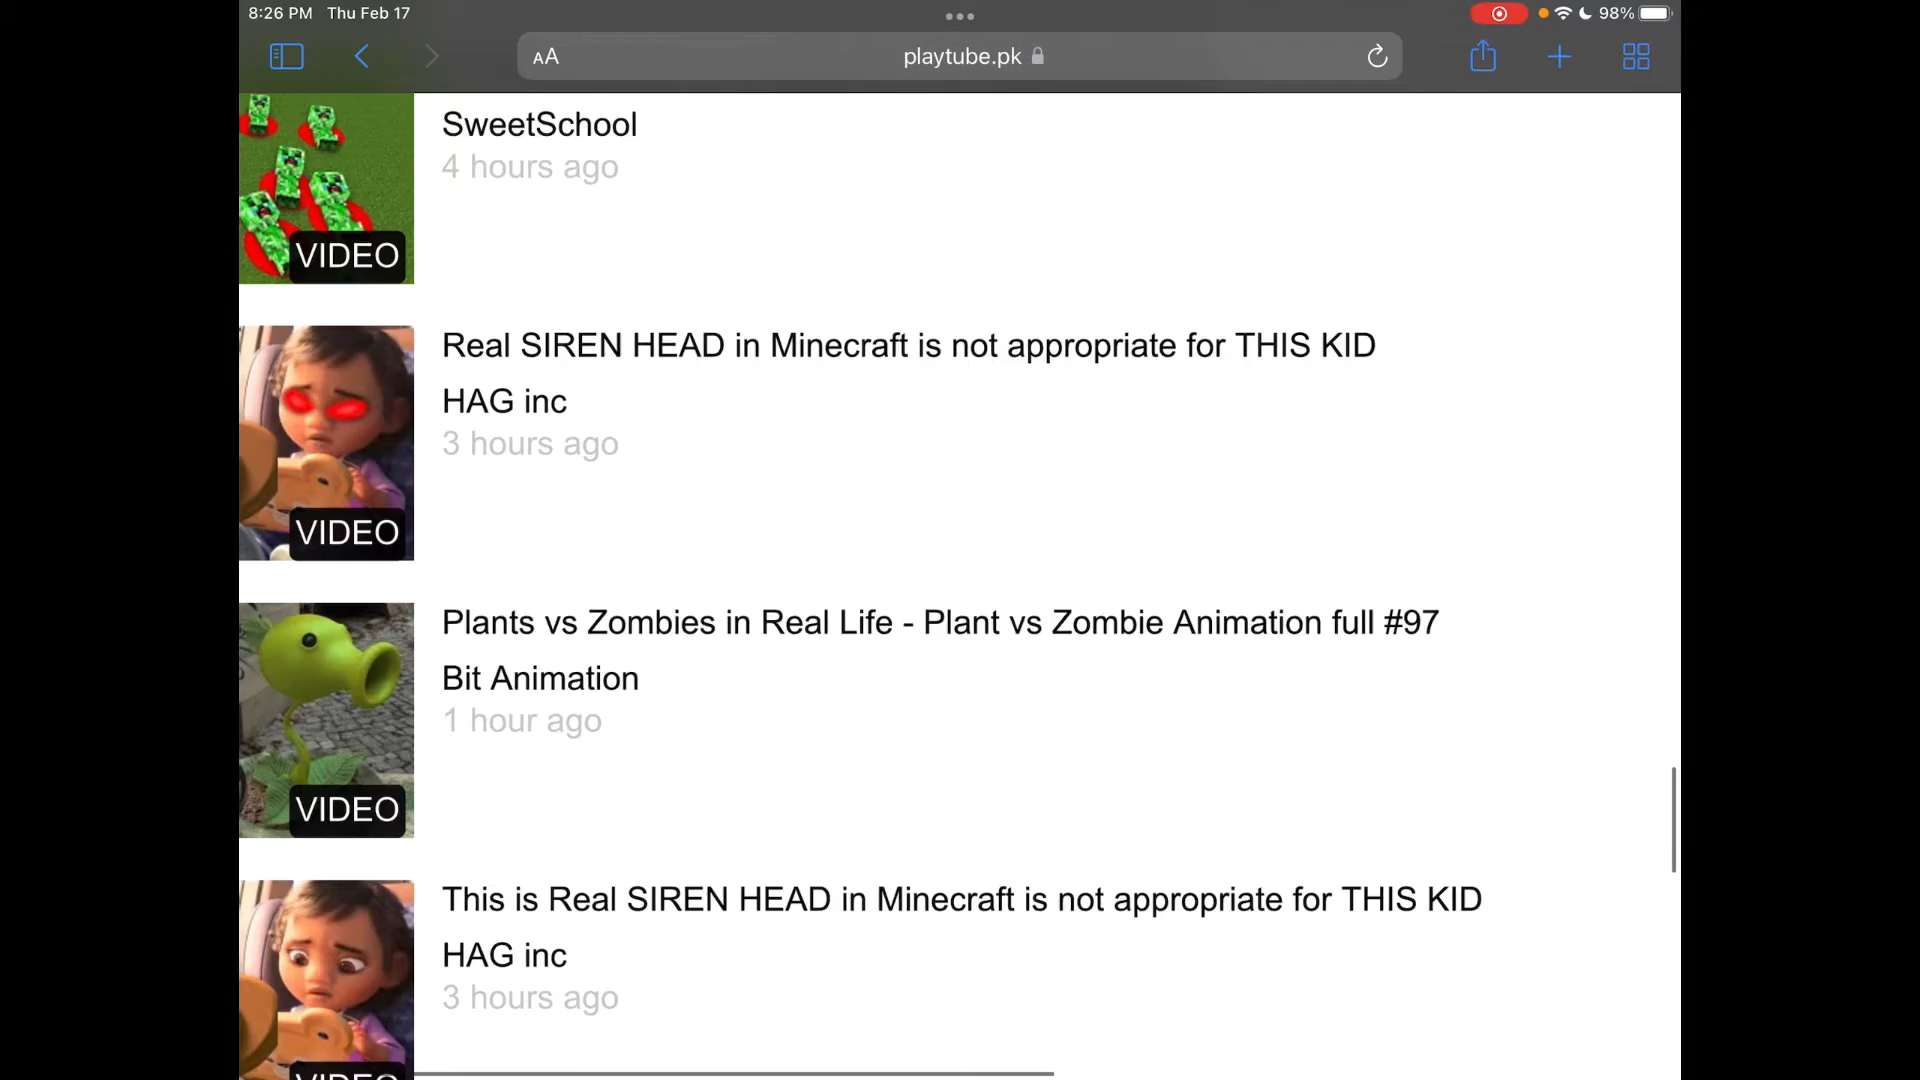 8:26 PM Thu Feb 17
98%
AA
playtube.pk
SweetSchool
4 hours ago
VIDEO
Real SIREN HEAD in Minecraft is not appropriate for THIS KID
HAG inc
3 hours ago
VIDEO
Plants vs Zombies in Real Life - Plant vs Zombie Animation full #97
Bit Animation
1 hour ago
VIDEO
This is Real SIREN HEAD in Minecraft is not appropriate for THIS KID
HAG inc
3 hours ago
VIDEO